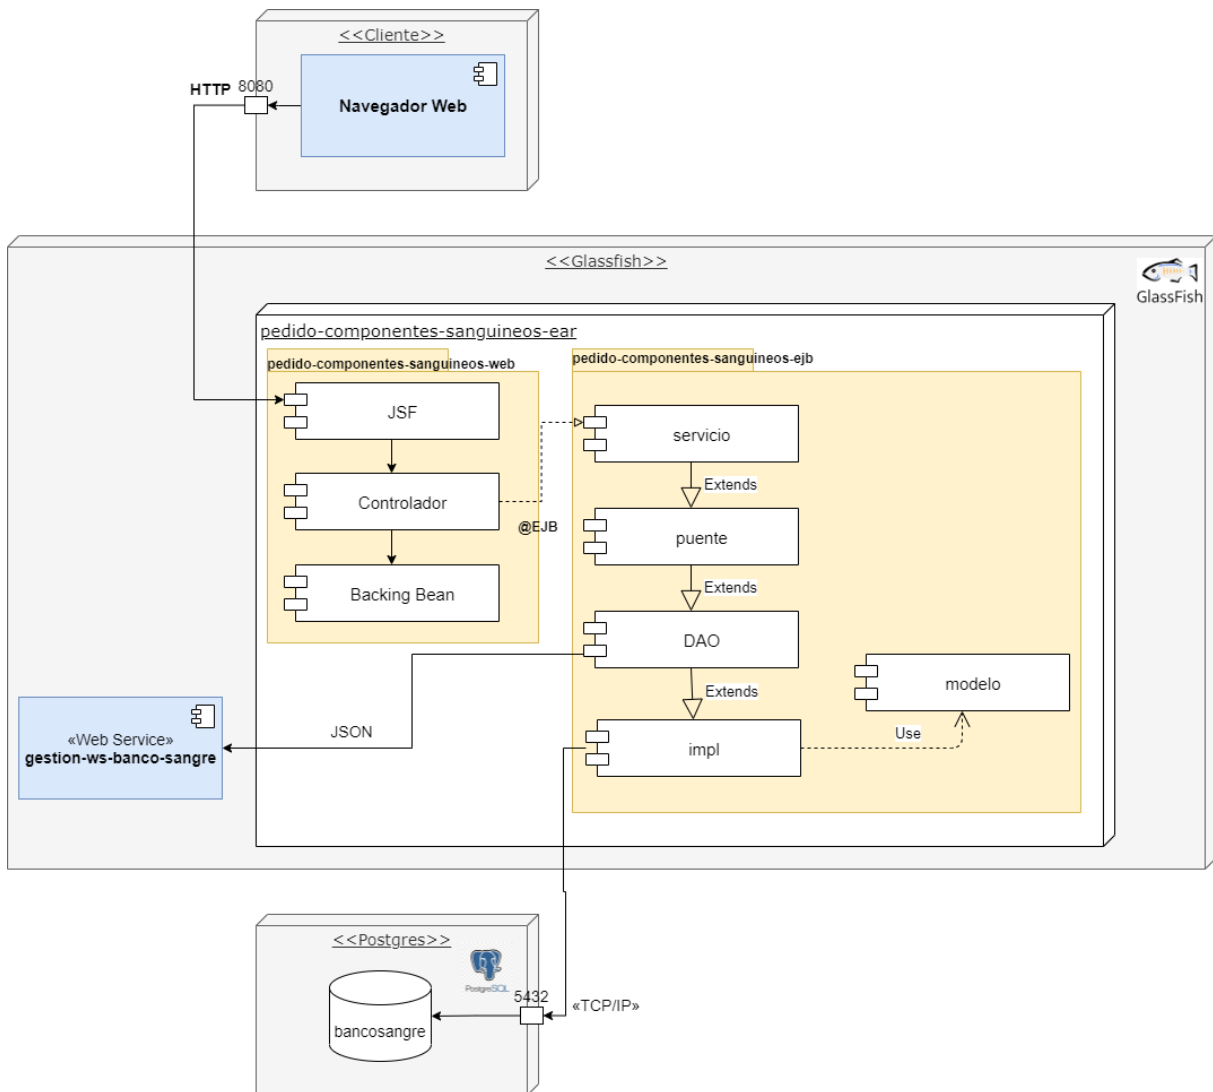 <<Cliente>>
HTTP
8080
Navegador Web
<<Glassfish>>
GlassFish
pedido-componentes-sanguineos-ear
pedido-componentes-sanguineos-web
JSF
Controlador
Backing Bean
@EJB
pedido-componentes-sanguineos-ejb
servicio
Extends
puente
Extends
DAO
Extends
impl
modelo
Use
JSON
«Web Service»
gestion-ws-banco-sangre
<<Postgres>>
PostgreSQL
5432
«TCP/IP»
bancosangre